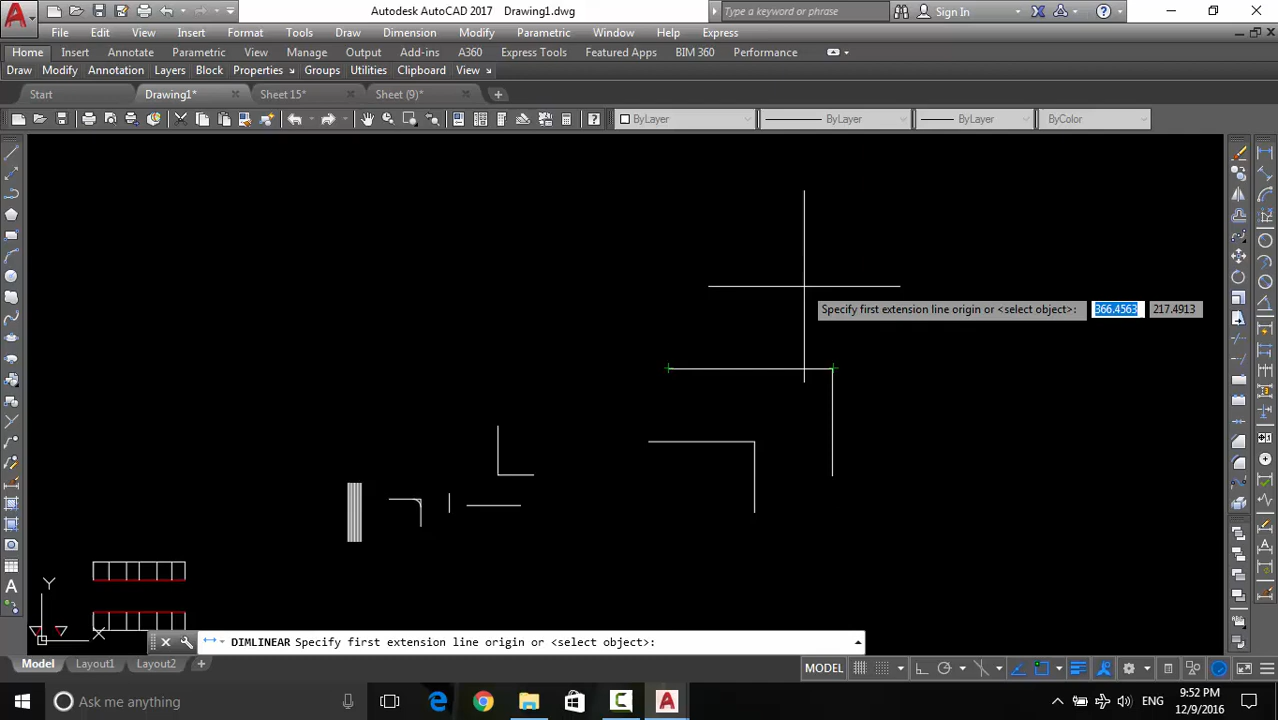 Autodesk AutoCAD 2017 Drawing1.dwg
Type a keyword or phrase
Sign In
File Edit View Insert Format Tools Draw Dimension Modify Parametric Window Help Express
Home Insert Annotate Parametric View Manage Output Add-ins A360 Express Tools Featured Apps BIM 360 Performance
Draw Modify Annotation Layers Block Properties Groups Utilities Clipboard View
Start Drawing1* Sheet 15* Sheet (9)*
ByLayer ByLayer ByLayer ByColor
Specify first extension line origin or <select object>: 366.4563 217.4913
Y
X
DIMLINEAR Specify first extension line origin or <select object>:
Model Layout1 Layout2
MODEL
Ask me anything
ENG
9:52 PM
12/9/2016